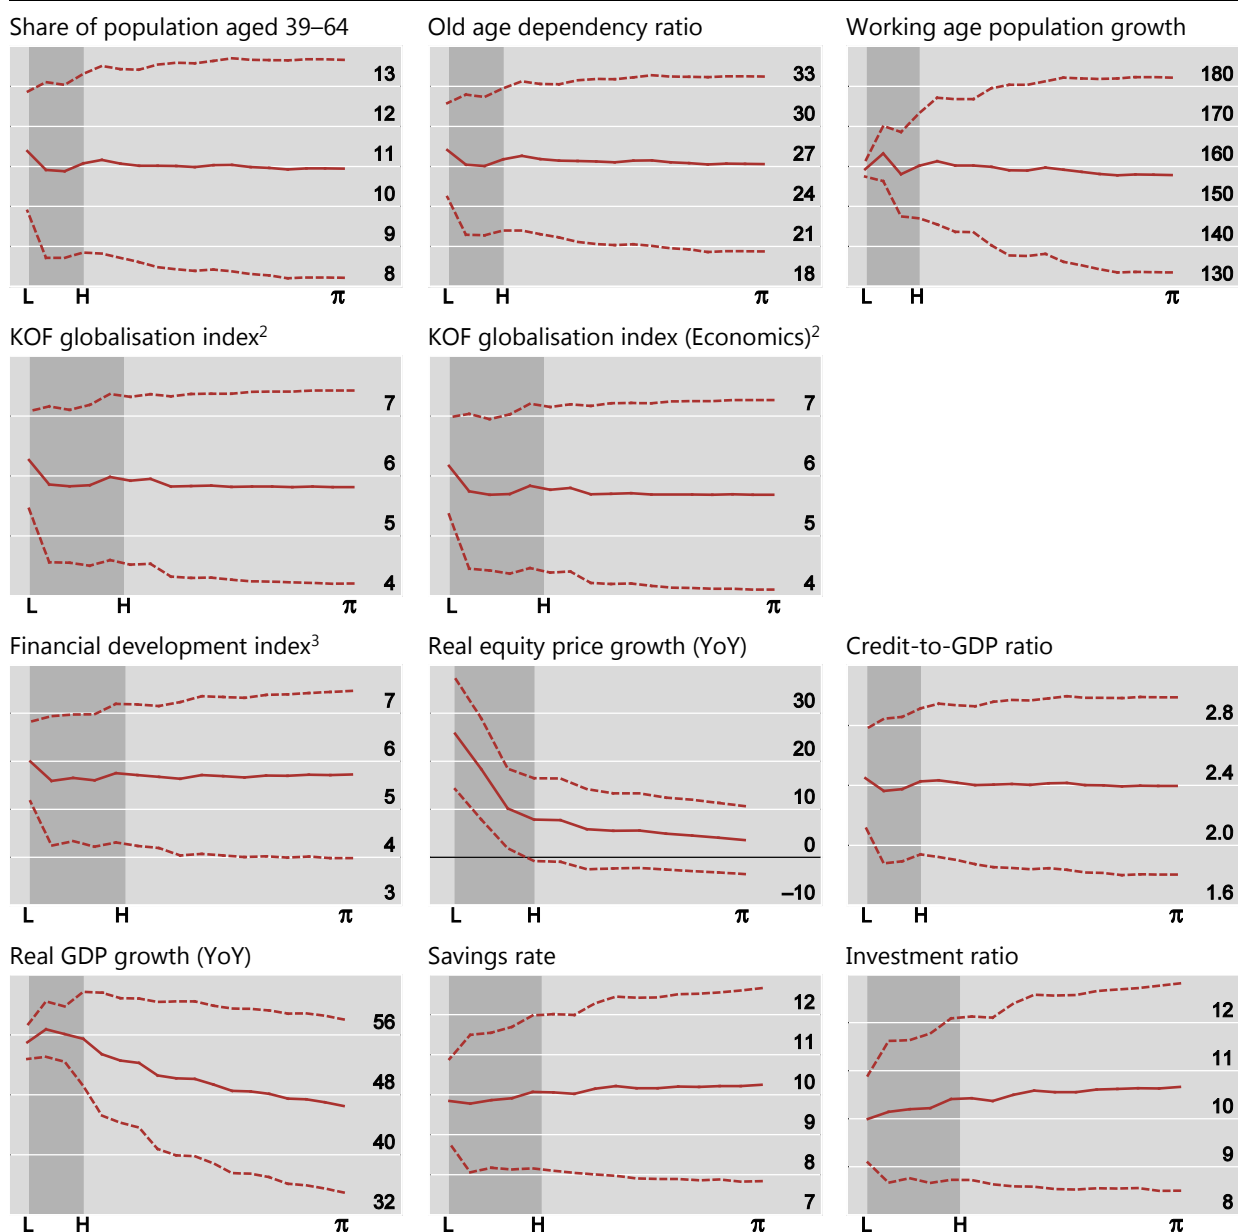 Share of population aged 39–64
Old age dependency ratio
Working age population growth
13
12
11
10
9
8
L H π
33
30
27
24
21
18
L H π
180
170
160
150
140
130
L H π
KOF globalisation index²
KOF globalisation index (Economics)²
7
6
5
4
L H π
7
6
5
4
L H π
Financial development index³
Real equity price growth (YoY)
Credit-to-GDP ratio
7
6
5
4
3
L H π
30
20
10
0
–10
L H π
2.8
2.4
2.0
1.6
L H π
Real GDP growth (YoY)
Savings rate
Investment ratio
56
48
40
32
L H π
12
11
10
9
8
7
L H π
12
11
10
9
8
L H π